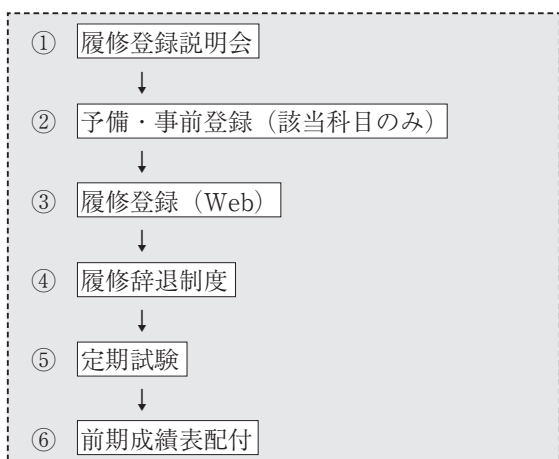 ① 履修登録説明会
↓
② 予備・事前登録（該当科目のみ）
↓
③ 履修登録（Web）
↓
④ 履修辞退制度
↓
⑤ 定期試験
↓
⑥ 前期成績表配付